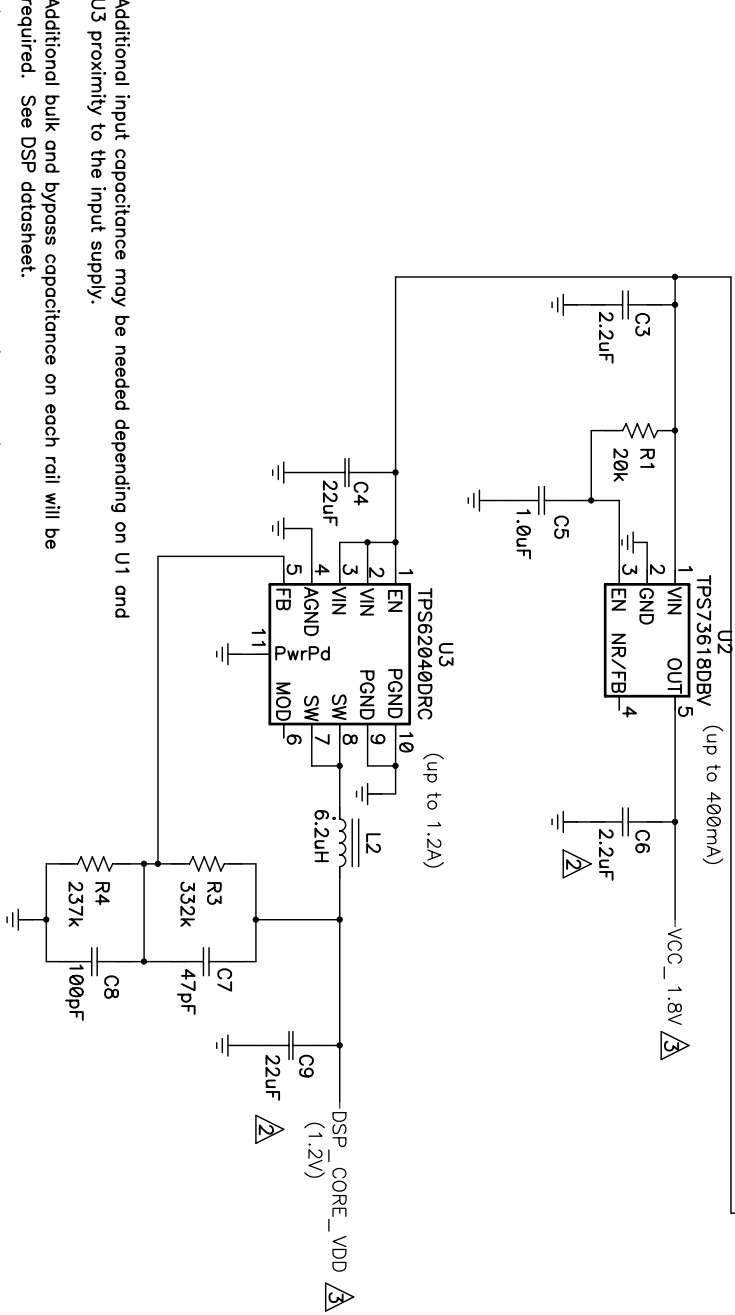 U2
TPS73618DBV
(up to 400mA)
1
VIN
2
GND
3
EN
OUT
5
NR/FB
4
C3
2.2uF
R1
20k
C5
1.0uF
C6
2.2uF
2
VCC_1.8V
3
U3
TPS62040DRC
(up to 1.2A)
1
EN
2
VIN
3
VIN
4
AGND
5
FB
PGND
10
PGND
9
SW
8
SW
7
MOD
6
PwrPd
11
C4
22uF
L2
6.2uH
R3
332k
C7
47pF
R4
237k
C8
100pF
C9
22uF
2
DSP_CORE_VDD
(1.2V)
3
Additional input capacitance may be needed depending on U1 and
U3 proximity to the input supply.
Additional bulk and bypass capacitance on each rail will be
required. See DSP datasheet.